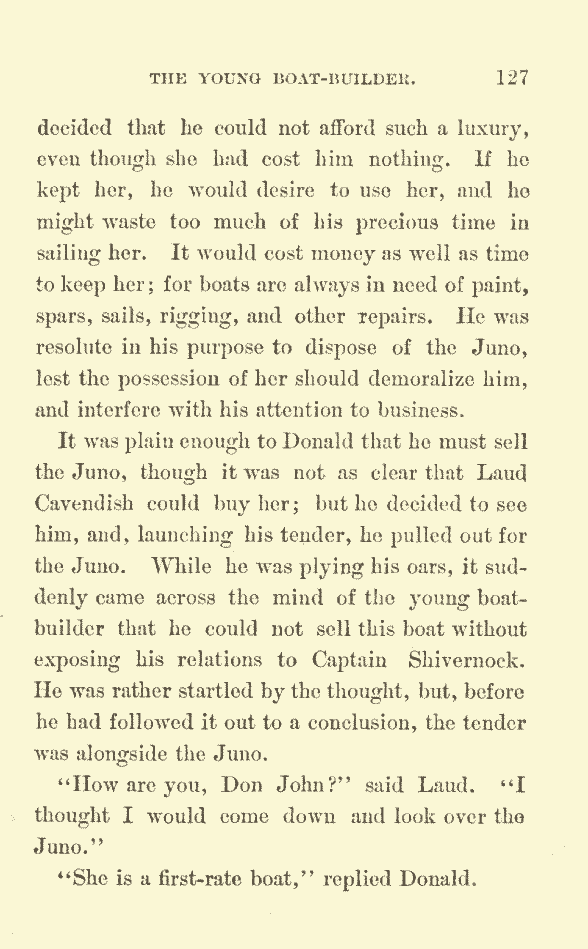 THE YOUNG BOAT-BUILDER. 127
decided that he could not afford such a luxury,
even though she had cost him nothing. If he
kept her, he would desire to use her, and he
might waste too much of his precious time in
sailing her. It would cost money as well as time
to keep her; for boats are always in need of paint,
spars, sails, rigging, and other repairs. He was
resolute in his purpose to dispose of the Juno,
lest the possession of her should demoralize him,
and interfere with his attention to business.
It was plain enough to Donald that he must sell
the Juno, though it was not as clear that Laud
Cavendish could buy her; but he decided to see
him, and, launching his tender, he pulled out for
the Juno. While he was plying his oars, it sud-
denly came across the mind of the young boat-
builder that he could not sell this boat without
exposing his relations to Captain Shivernock.
He was rather startled by the thought, but, before
he had followed it out to a conclusion, the tender
was alongside the Juno.
"How are you, Don John?" said Laud. "I
thought I would come down and look over the
Juno."
"She is a first-rate boat," replied Donald.